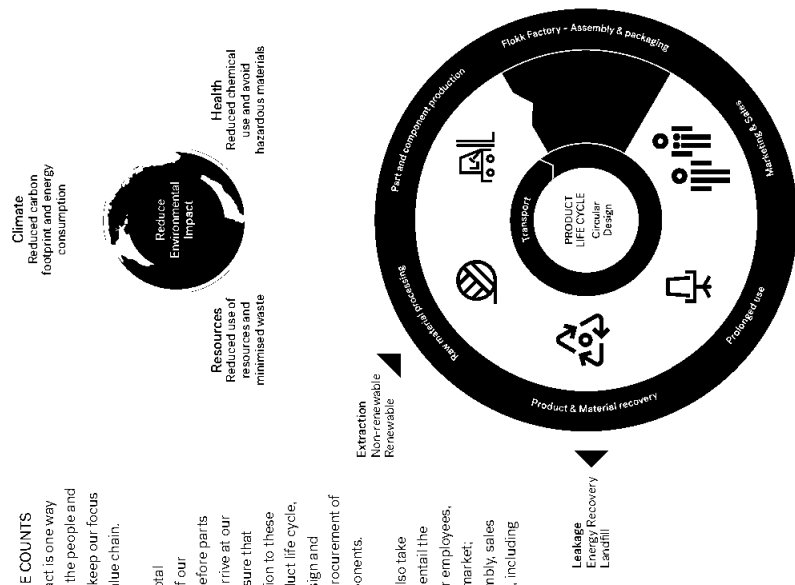 E COUNTS
act is one way
the people and
keep our focus
lue chain.
otal
f our
efore parts
rrive at our
sure that
ion to these
duct life cycle,
sign and
rocurement of
onents.
lso take
entail the
r employees,
market;
mbly, sales
, including
Climate
Reduced carbon
footprint and energy
consumption
Resources
Reduced use of
resources and
minimised waste
Reduce
Environmental
Impact
Health
Reduced chemical
use and avoid
hazardous materials
Extraction
Non-renewable
Renewable
Leakage
Energy Recovery
Landfill
Raw material processing
Part and component production
Flokk Factory - Assembly & packaging
Marketing & Sales
Prolonged use
Product & Material recovery
Transport
PRODUCT
LIFE CYCLE
Circular
Design